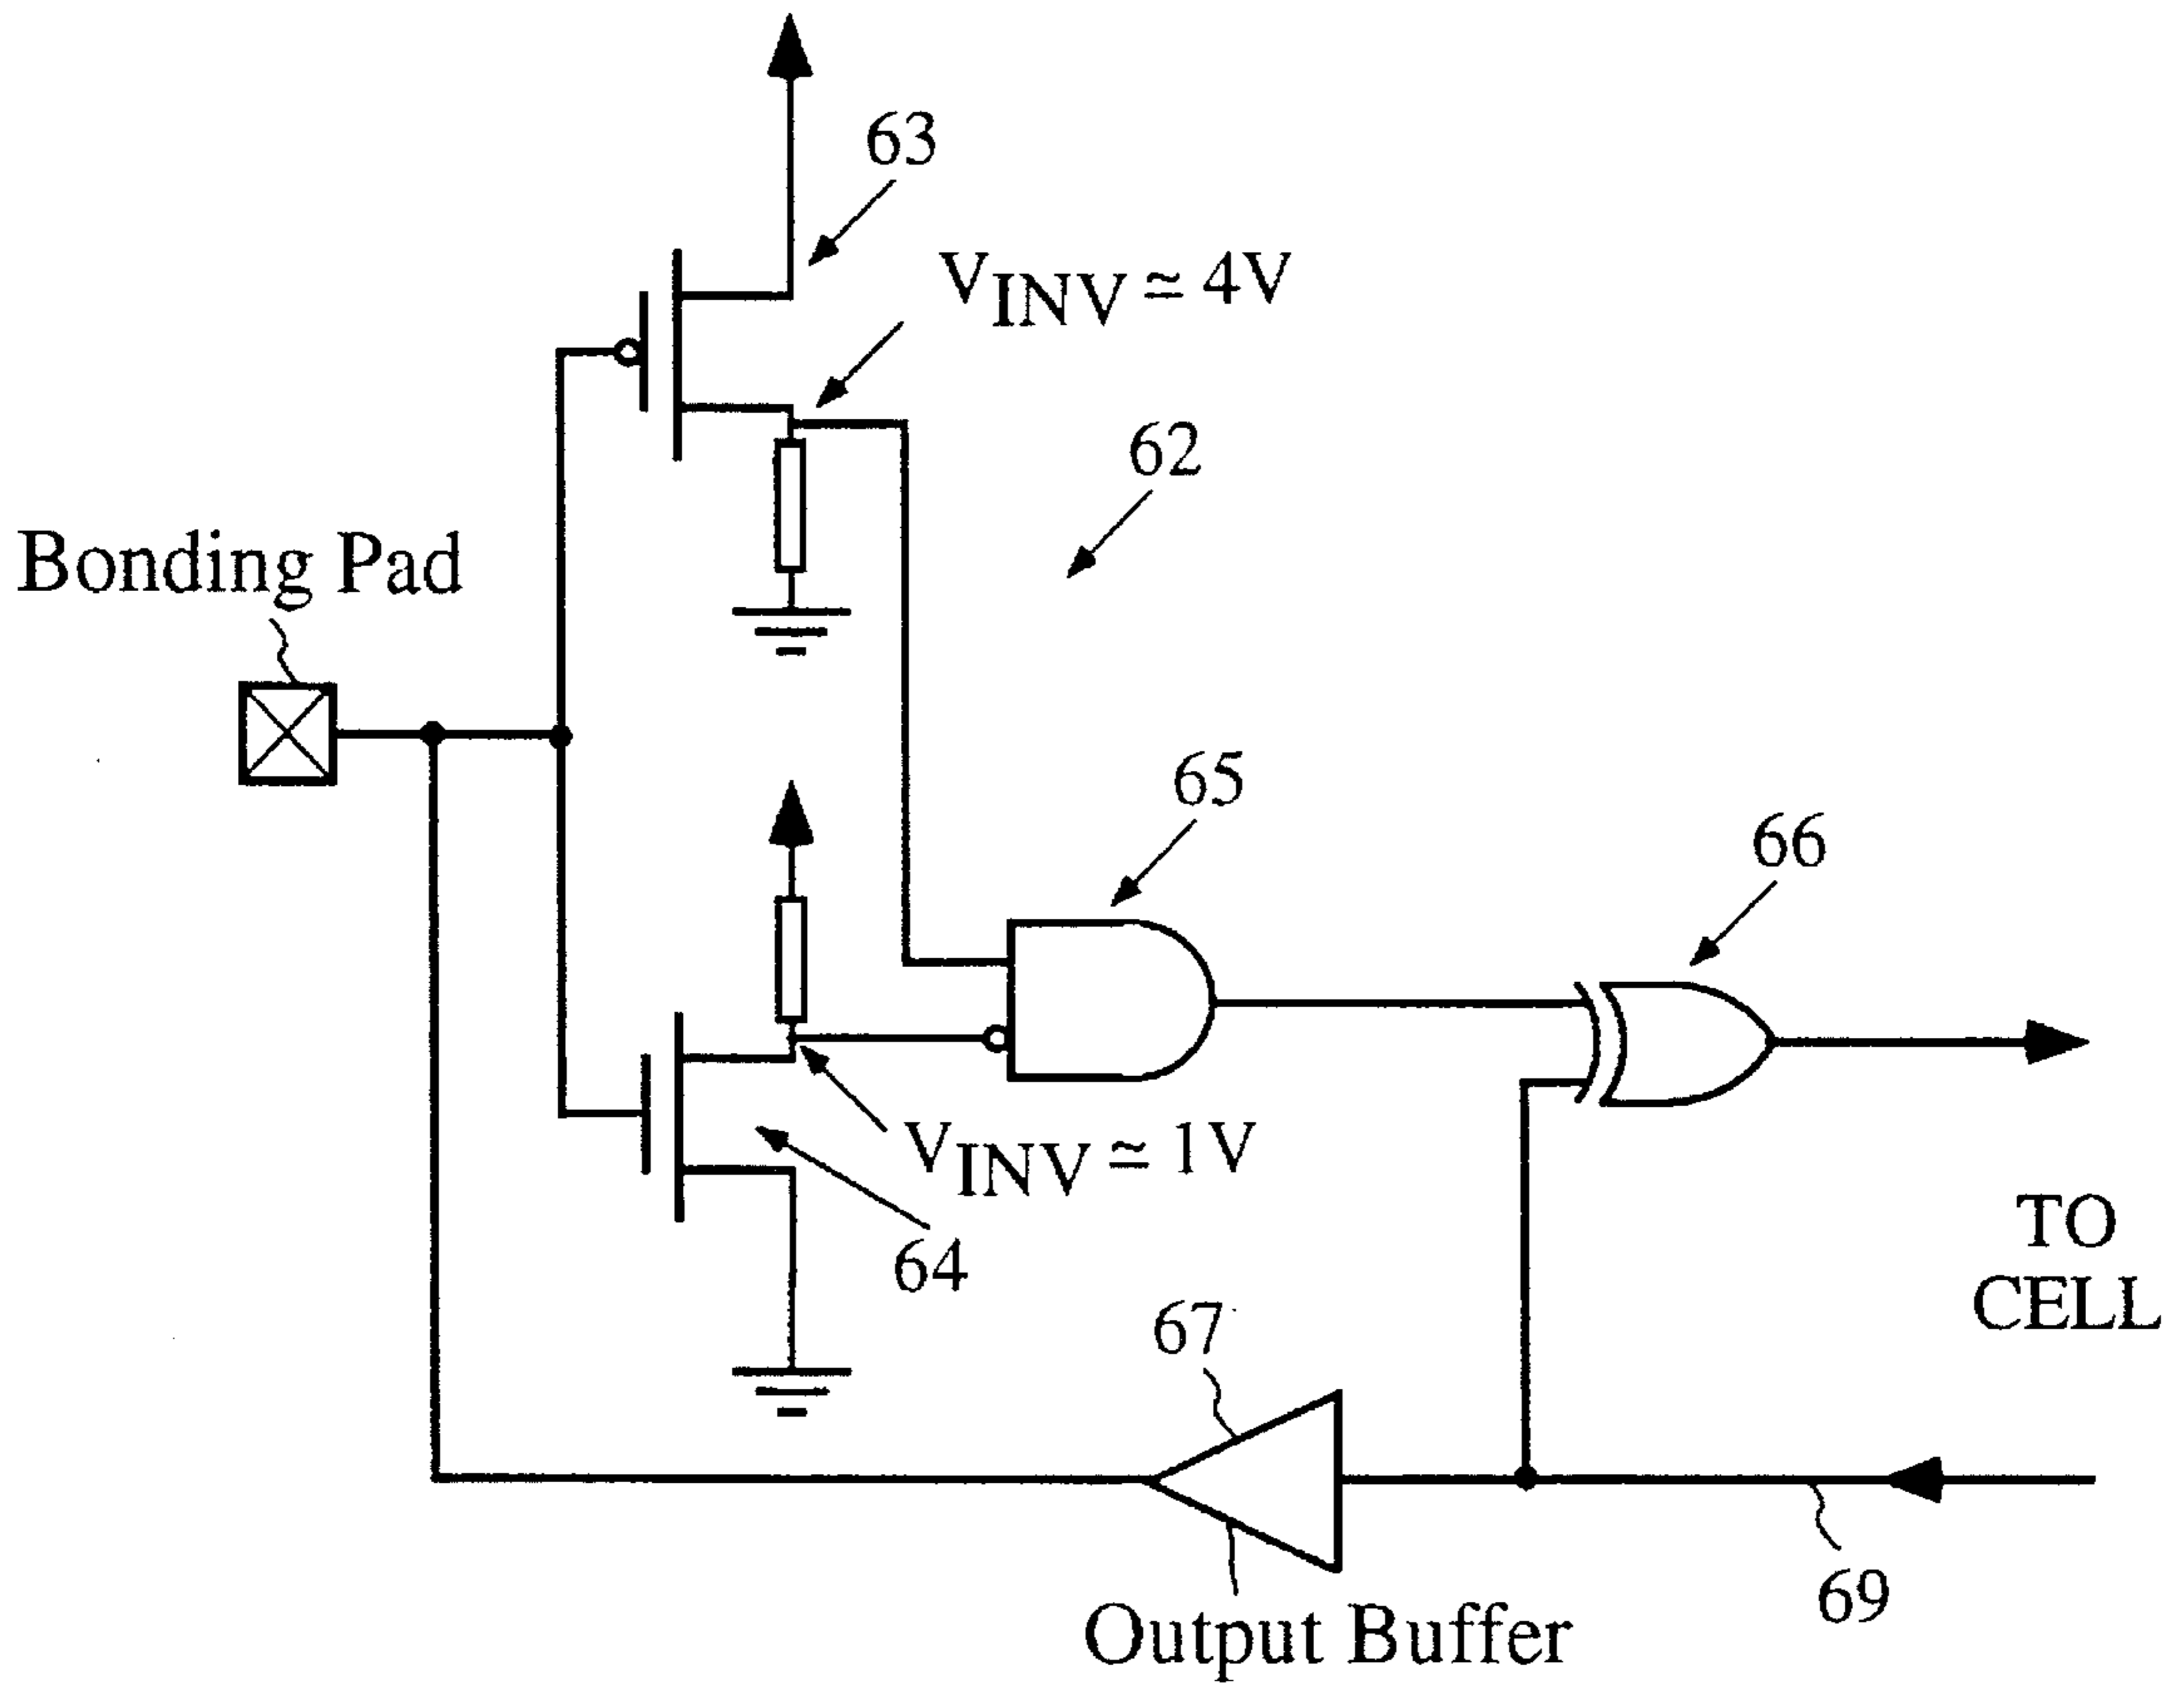 63
VINV ≃ 4V
62
Bonding Pad
65
66
VINV ≃ 1V
64
TO
CELL
67
69
Output Buffer